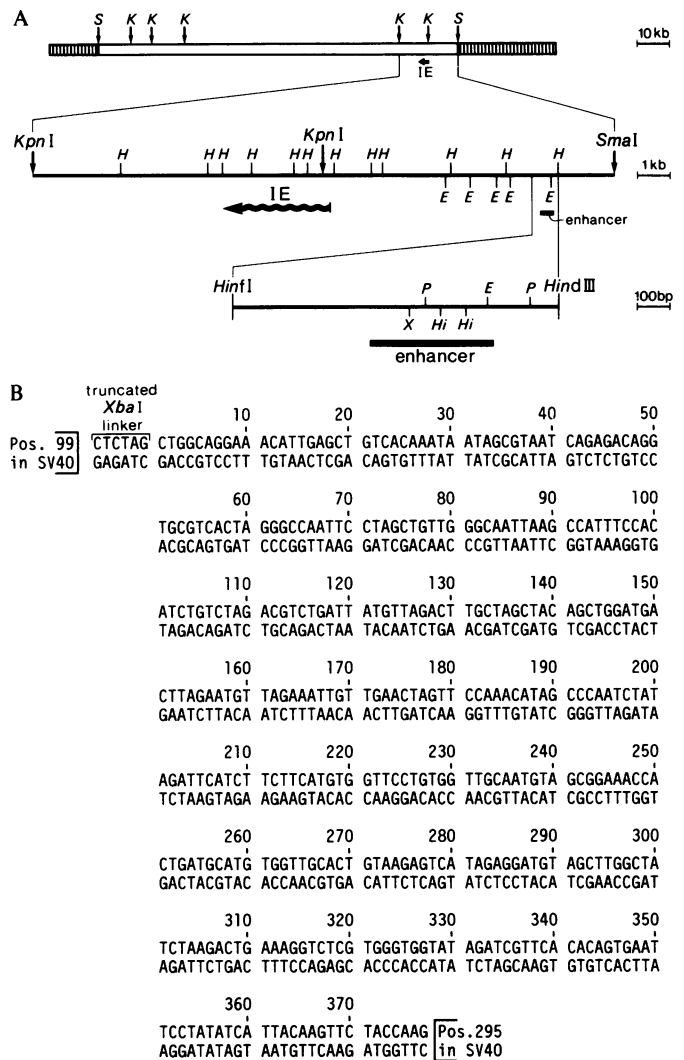 A
S K K K K K S
10 kb
IE
KpnI KpnI SmaI
H H H H H H H H H H H H
1 kb
E E E E E
IE
enhancer
HinfI P E P HindIII
100bp
X Hi Hi
enhancer
B
truncated
XbaI
linker
10 20 30 40 50
Pos. 99 CTCTAG CTGGCAGGAA ACATTGAGCT GTCACAAATA ATAGCGTAAT CAGAGACAGG
in SV40 GAGATC GACCGTCCTT TGTAACTCGA CAGTGTTTAT TATCGCATTA GTCTCTGTCC
60 70 80 90 100
TGCGTCACTA GGGCCAATTC CTAGCTGTTG GGCAATTAAG CCATTTCCAC
ACGCAGTGAT CCCGGTTAAG GATCGACAAC CCGTTAATTC GGTAAAGGTG
110 120 130 140 150
ATCTGTCTAG ACGTCTGATT ATGTTAGACT TGCTAGCTAC AGCTGGATGA
TAGACAGATC TGCAGACTAA TACAATCTGA ACGATCGATG TCGACCTACT
160 170 180 190 200
CTTAGAATGT TAGAAATTGT TGAACTAGTT CCAAACATAG CCCAATCTAT
GAATCTTACA ATCTTTAACA ACTTGATCAA GGTTTGTATC GGGTTAGATA
210 220 230 240 250
AGATTCATCT TCTTCATGTG GTTCCTGTGG TTGCAATGTA GCGGAAACCA
TCTAAGTAGA AGAAGTACAC CAAGGACACC AACGTTACAT CGCCTTTGGT
260 270 280 290 300
CTGATGCATG TGGTTGCACT GTAAGAGTCA TAGAGGATGT AGCTTGGCTA
GACTACGTAC ACCAACGTGA CATTCTCAGT ATCTCCTACA TCGAACCGAT
310 320 330 340 350
TCTAAGACTG AAAGGTCTCG TGGGTGGTAT AGATCGTTCA CACAGTGAAT
AGATTCTGAC TTTCCAGAGC ACCCACCATA TCTAGCAAGT GTGTCACTTA
360 370
TCCTATATCA TTACAAGTTC TACCAAG Pos.295
AGGATATAGT AATGTTCAAG ATGGTTC in SV40